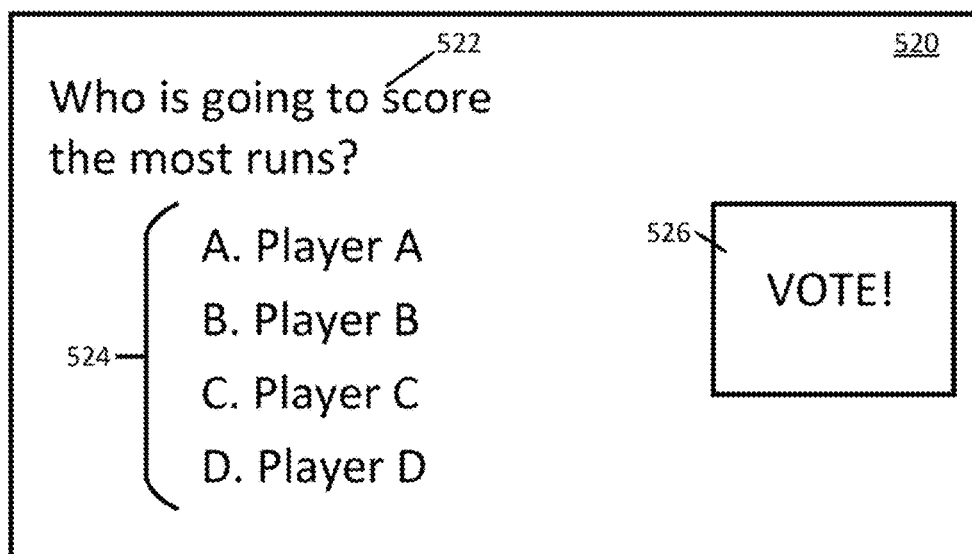 522
520
Who is going to score
the most runs?
A. Player A
526
VOTE!
B. Player B
524
C. Player C
D. Player D